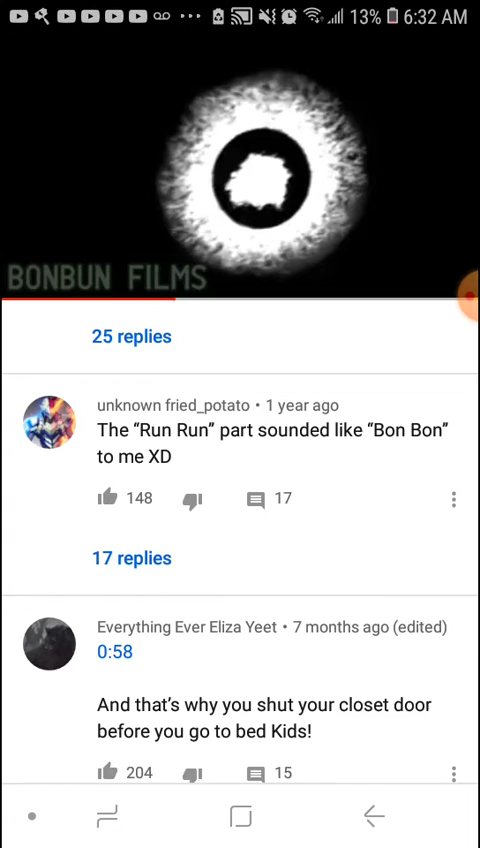 13% 6:32 AM
BONBUN FILMS
25 replies
unknown fried_potato • 1 year ago
The “Run Run” part sounded like “Bon Bon”
to me XD
148 17
17 replies
Everything Ever Eliza Yeet • 7 months ago (edited)
0:58
And that's why you shut your closet door
before you go to bed Kids!
204 15